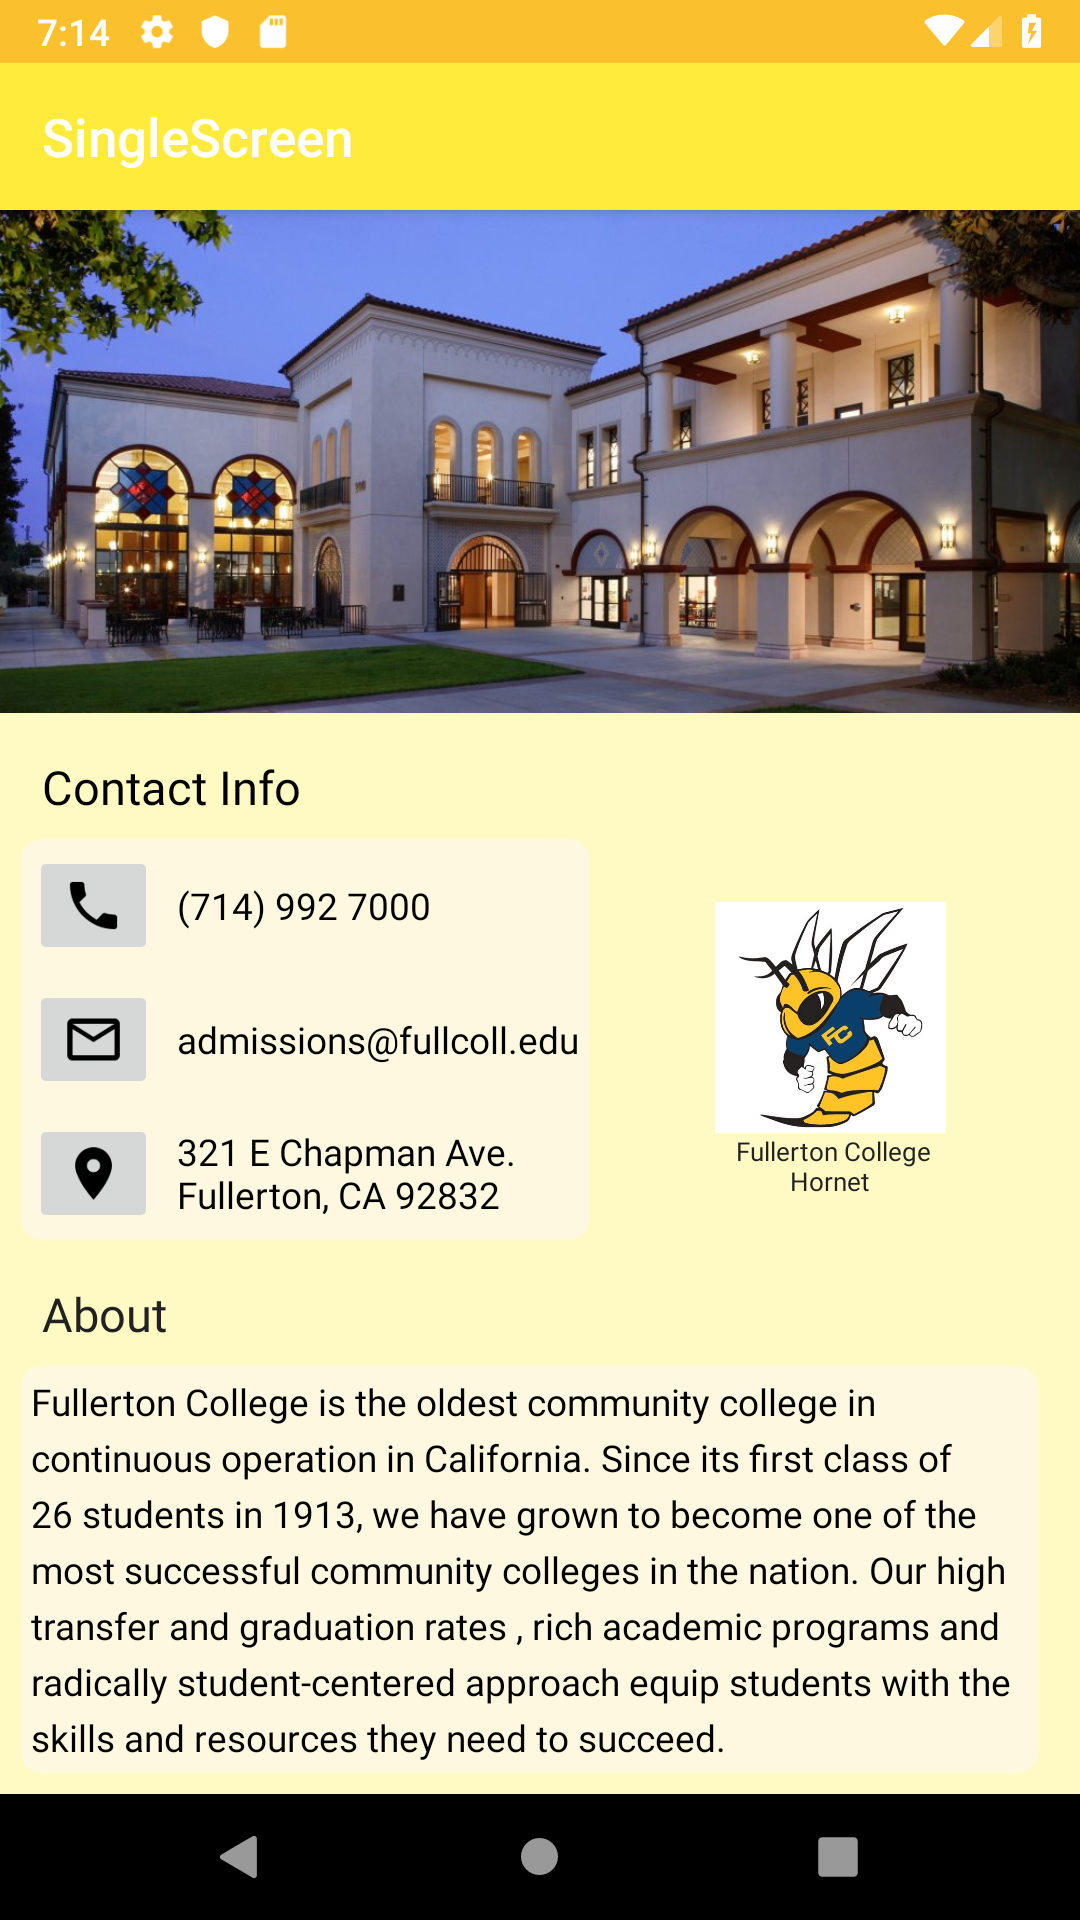 7:14
SingleScreen
Contact Info
(714) 992 7000
admissions@fullcoll.edu
321 E Chapman Ave.
Fullerton, CA 92832
FC
Fullerton College
Hornet
About
Fullerton College is the oldest community college in
continuous operation in California. Since its first class of
26 students in 1913, we have grown to become one of the
most successful community colleges in the nation. Our high
transfer and graduation rates , rich academic programs and
radically student-centered approach equip students with the
skills and resources they need to succeed.